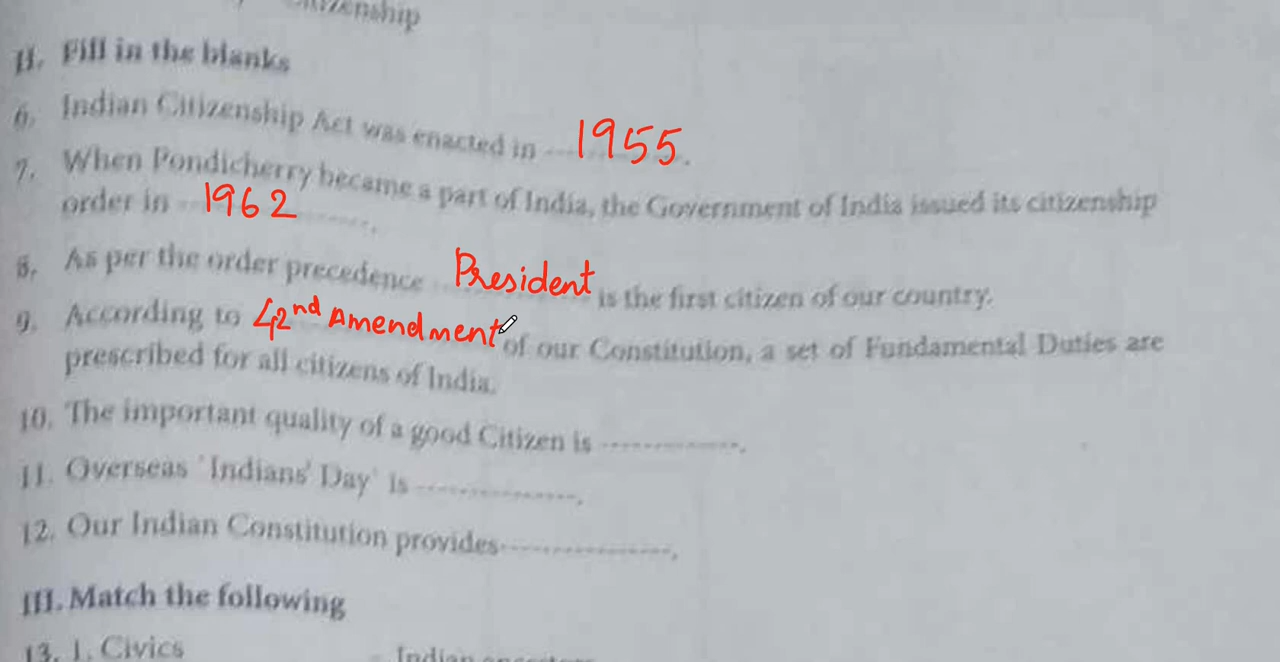 Citizenship
II. Fill in the blanks
6. Indian Citizenship Act was enacted in 1955.
7. When Pondicherry became a part of India, the Government of India issued its citizenship
order in 1962.
8. As per the order precedence President is the first citizen of our country.
9. According to 42nd Amendment of our Constitution, a set of Fundamental Duties are
prescribed for all citizens of India.
10. The important quality of a good Citizen is ...............
11. Overseas 'Indians' Day' is ...............
12. Our Indian Constitution provides...............
III. Match the following
13. 1. Civics Indian